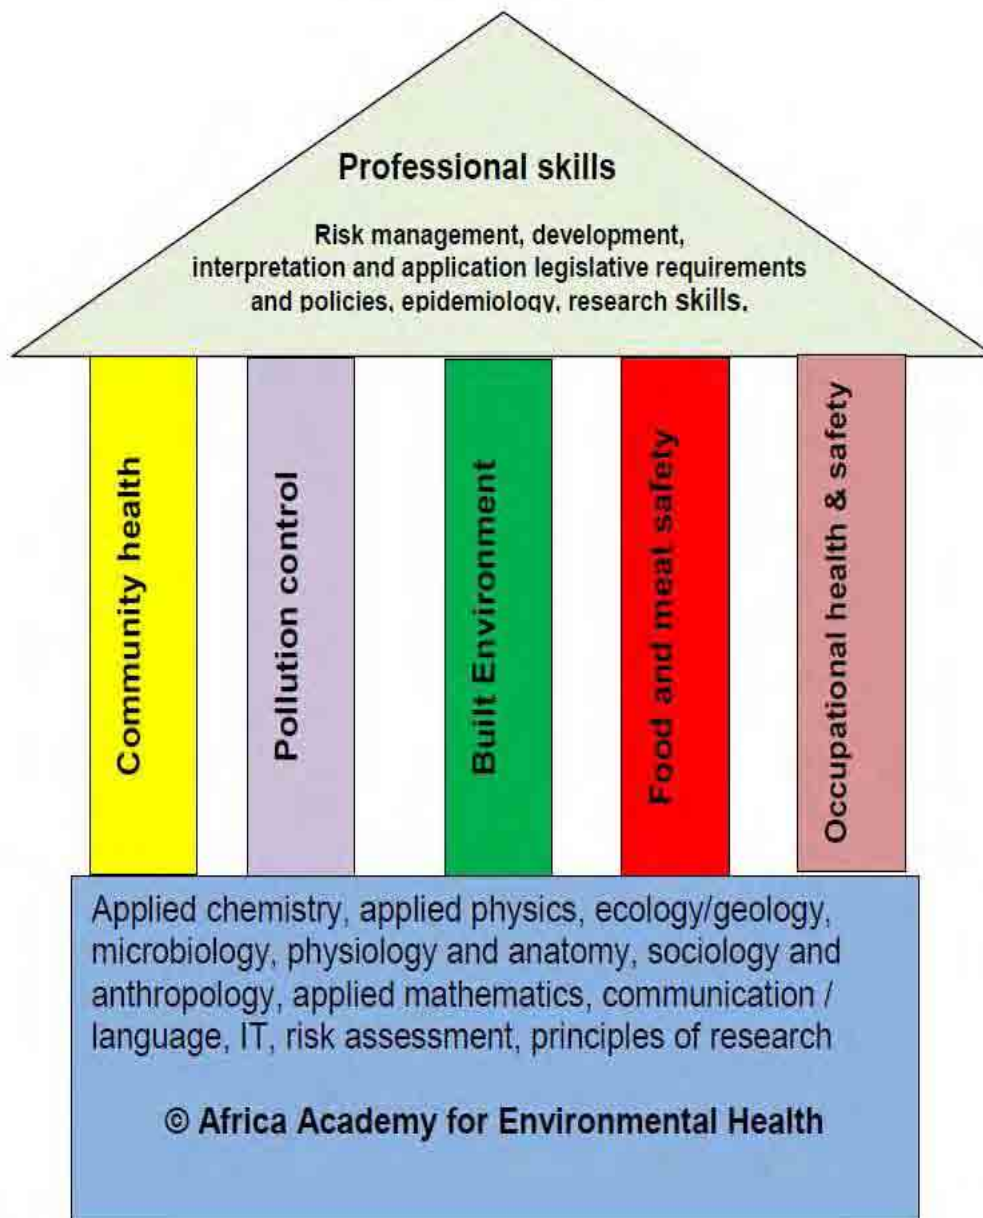 Professional skills
Risk management, development,
interpretation and application legislative requirements
and policies, epidemiology, research skills.
Community health
Pollution control
Built Environment
Food and meat safety
Occupational health & safety
Applied chemistry, applied physics, ecology/geology,
microbiology, physiology and anatomy, sociology and
anthropology, applied mathematics, communication /
language, IT, risk assessment, principles of research
© Africa Academy for Environmental Health